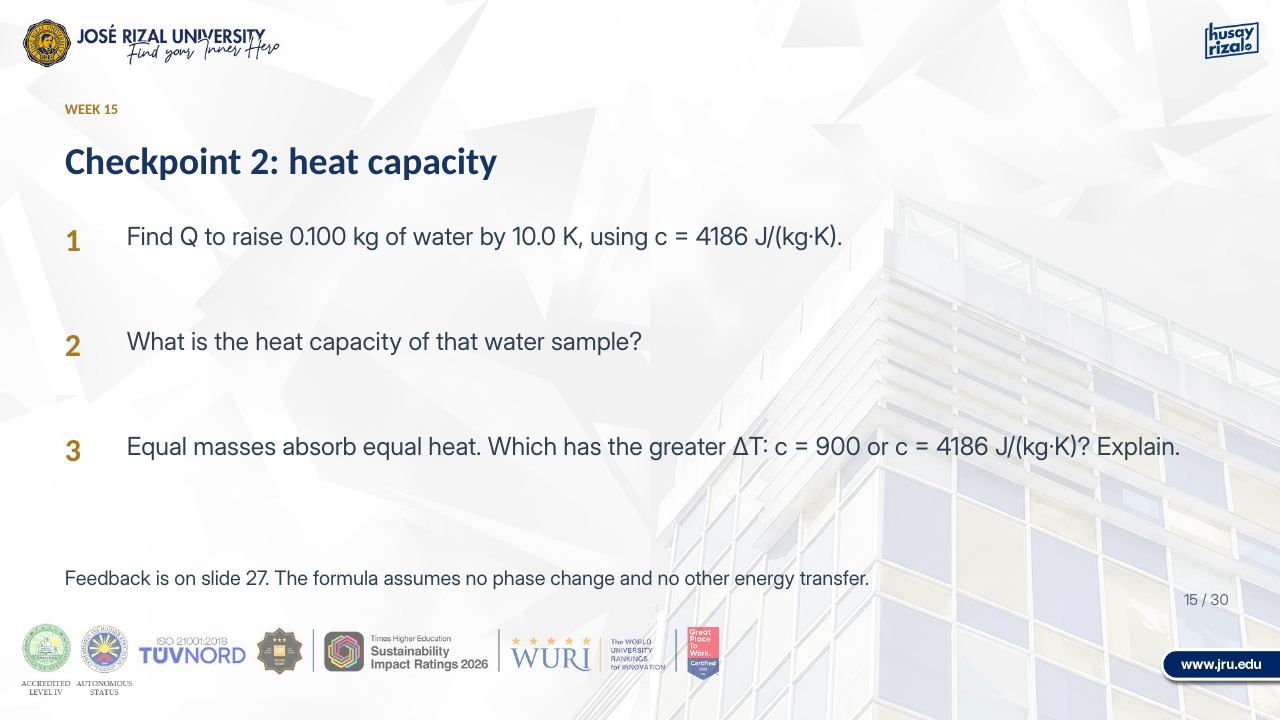 JOSÉ RIZAL UNIVERSITY
Find your Inner Hero
husay
rizal
WEEK 15
Checkpoint 2: heat capacity
1 Find Q to raise 0.100 kg of water by 10.0 K, using c = 4186 J/(kg·K).
2 What is the heat capacity of that water sample?
3 Equal masses absorb equal heat. Which has the greater ΔT: c = 900 or c = 4186 J/(kg·K)? Explain.
Feedback is on slide 27. The formula assumes no phase change and no other energy transfer.
15 / 30
ACCREDITED
LEVEL IV
AUTONOMOUS
STATUS
ISO 21001:2018
TÜVNORD
Times Higher Education
Sustainability
Impact Ratings 2026
WURI
The WORLD
UNIVERSITY
RANKINGS
for INNOVATION
Great
Place
To
Work.
Certified
www.jru.edu